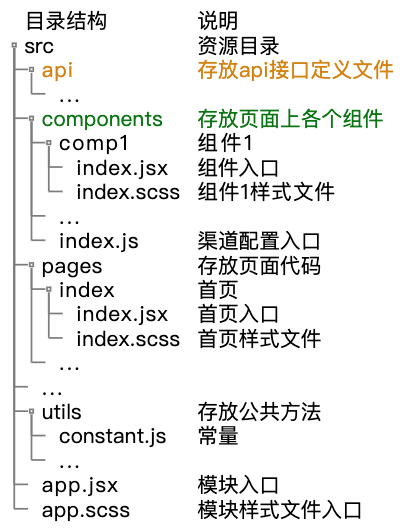 目录结构 说明
src 资源目录
api 存放api接口定义文件
...
components 存放页面上各个组件
comp1 组件1
index.jsx 组件入口
index.scss 组件1样式文件
...
index.js 渠道配置入口
pages 存放页面代码
index 首页
index.jsx 首页入口
index.scss 首页样式文件
...
...
utils 存放公共方法
constant.js 常量
...
app.jsx 模块入口
app.scss 模块样式文件入口